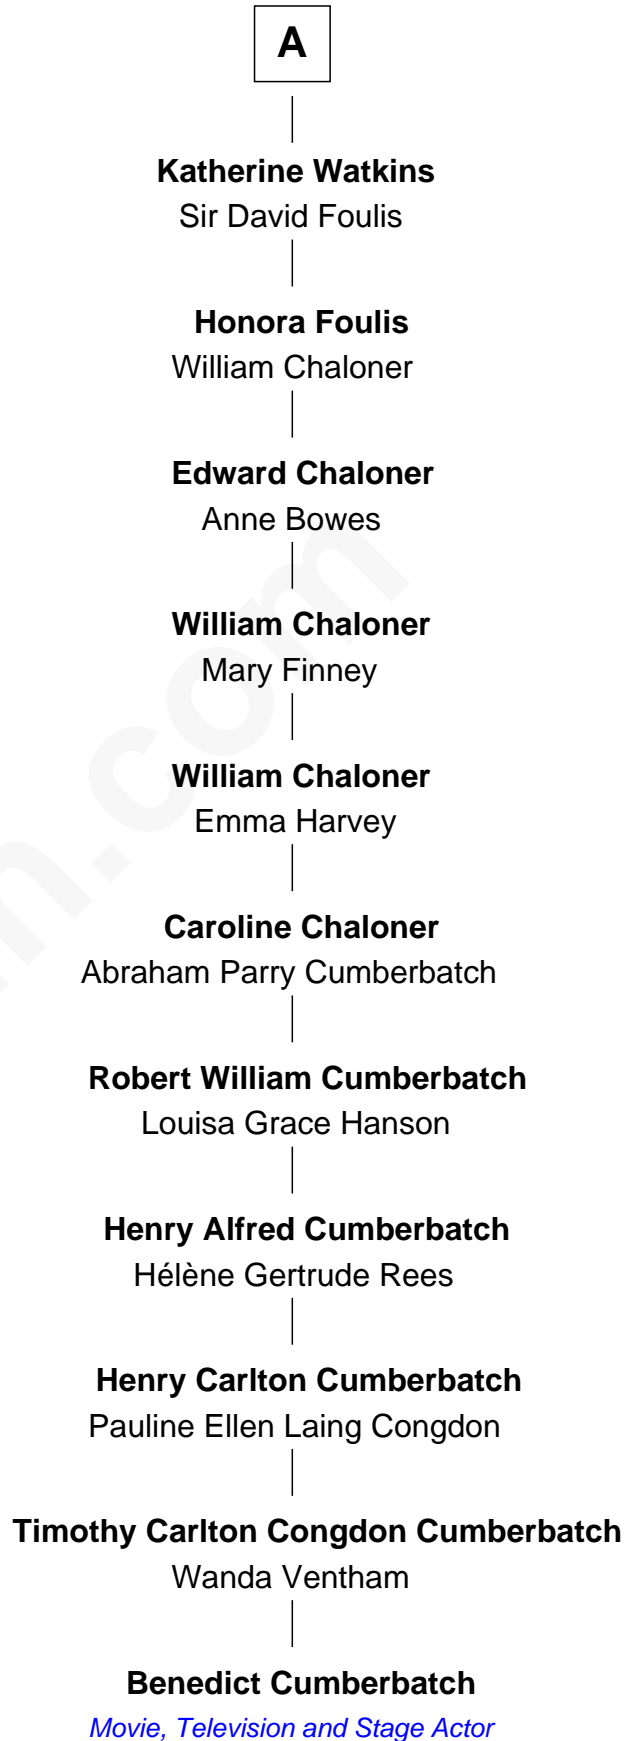 A
Katherine Watkins
Sir David Foulis
Honora Foulis
William Chaloner
Edward Chaloner
Anne Bowes
William Chaloner
Mary Finney
William Chaloner
Emma Harvey
Caroline Chaloner
Abraham Parry Cumberbatch
Robert William Cumberbatch
Louisa Grace Hanson
Henry Alfred Cumberbatch
Hélène Gertrude Rees
Henry Carlton Cumberbatch
Pauline Ellen Laing Congdon
Timothy Carlton Congdon Cumberbatch
Wanda Ventham
Benedict Cumberbatch
Movie, Television and Stage Actor